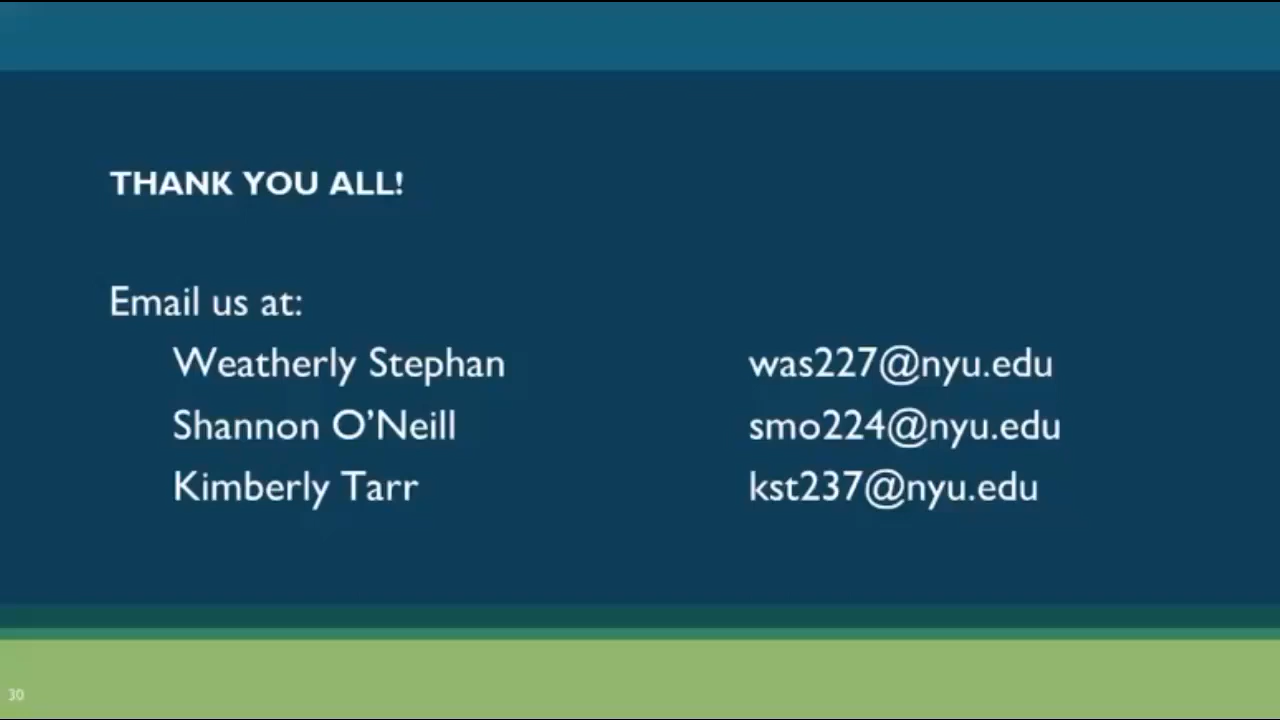 THANK YOU ALL!
Email us at:
Weatherly Stephan was227@nyu.edu
Shannon O’Neill smo224@nyu.edu
Kimberly Tarr kst237@nyu.edu
30